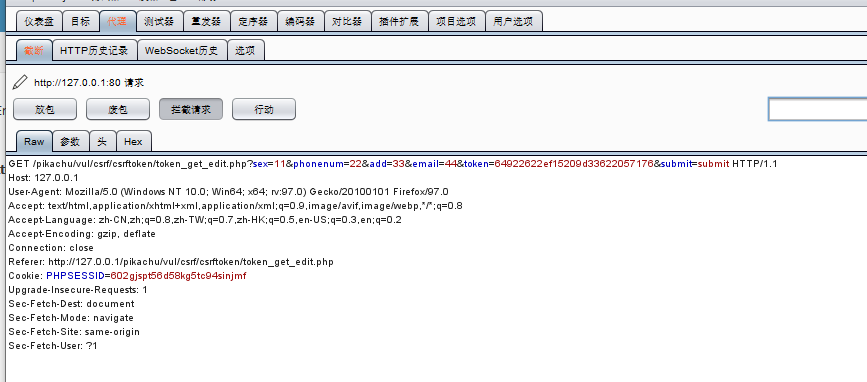 仪表盘 目标 代理 测试器 重发器 定序器 编码器 对比器 插件扩展 项目选项 用户选项
截断 HTTP历史记录 WebSocket历史 选项
http://127.0.0.1:80 请求
放包 废包 拦截请求 行动
Raw 参数 头 Hex
GET /pikachu/vul/csrf/csrftoken/token_get_edit.php?sex=11&phonenum=22&add=33&email=44&token=64922622ef15209d33622057176&submit=submit HTTP/1.1
Host: 127.0.0.1
User-Agent: Mozilla/5.0 (Windows NT 10.0; Win64; x64; rv:97.0) Gecko/20100101 Firefox/97.0
Accept: text/html,application/xhtml+xml,application/xml;q=0.9,image/avif,image/webp,*/*;q=0.8
Accept-Language: zh-CN,zh;q=0.8,zh-TW;q=0.7,zh-HK;q=0.5,en-US;q=0.3,en;q=0.2
Accept-Encoding: gzip, deflate
Connection: close
Referer: http://127.0.0.1/pikachu/vul/csrf/csrftoken/token_get_edit.php
Cookie: PHPSESSID=602gjspt56d58kg5tc94sinjmf
Upgrade-Insecure-Requests: 1
Sec-Fetch-Dest: document
Sec-Fetch-Mode: navigate
Sec-Fetch-Site: same-origin
Sec-Fetch-User: ?1